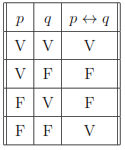 p q p ↔ q
V V V
V F F
F V F
F F V